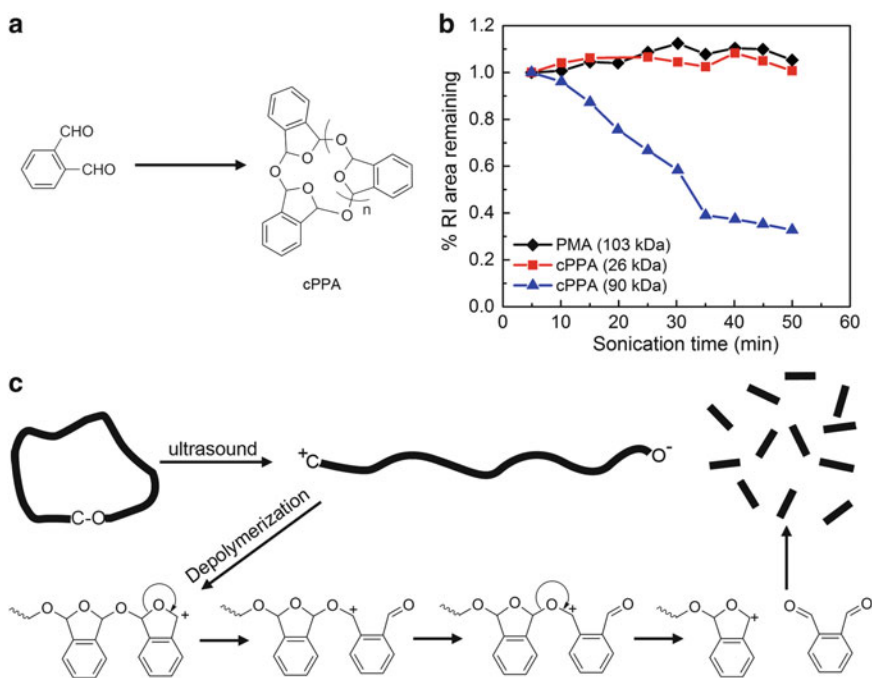 a
CHO
CHO
O
O
O
O
O
O
n
cPPA
b
% RI area remaining
1.2
1.0
0.8
0.6
0.4
0.2
0.0
PMA (103 kDa)
cPPA (26 kDa)
cPPA (90 kDa)
0 10 20 30 40 50 60
Sonication time (min)
c
C-O
ultrasound
+C
O-
Depolymerization
O O O O +
O O O + O
O O O + O
O O + O O